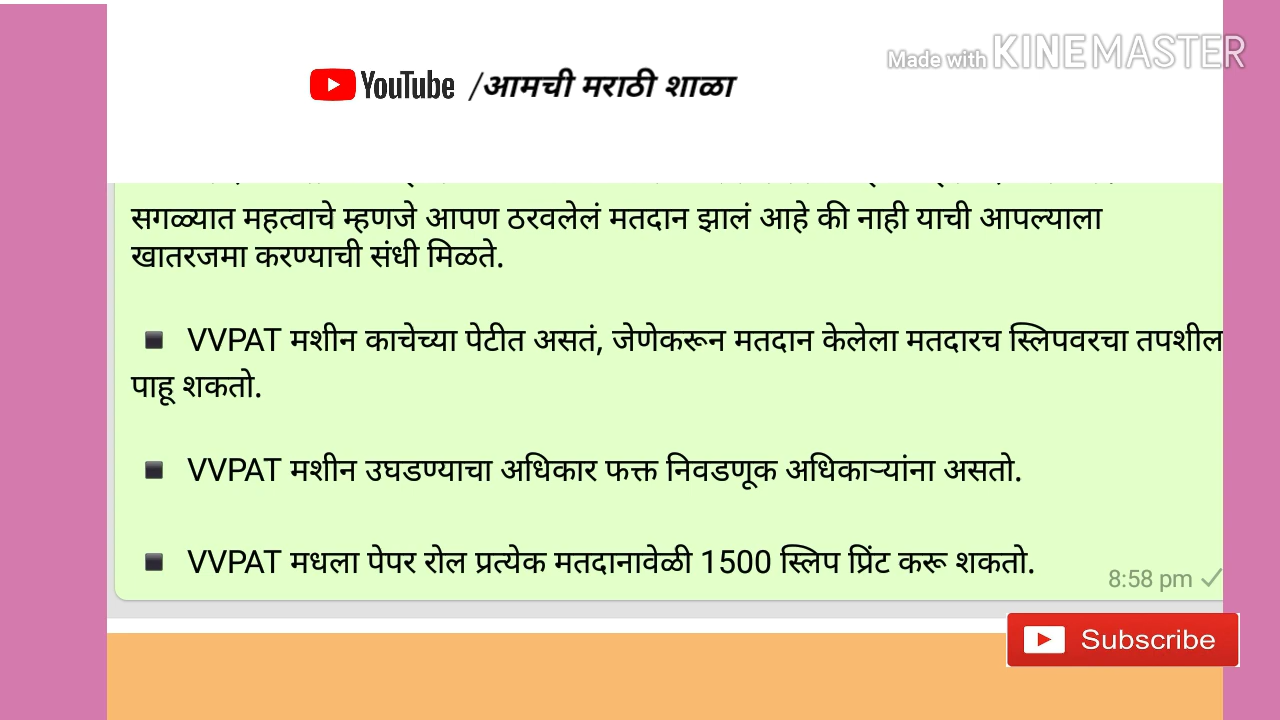 Made with KINEMASTER
YouTube /आमची मराठी शाळा
सगळ्यात महत्वाचे म्हणजे आपण ठरवलेलं मतदान झालं आहे की नाही याची आपल्याला
खातरजमा करण्याची संधी मिळते.
▪ VVPAT मशीन काचेच्या पेटीत असतं, जेणेकरून मतदान केलेला मतदारच स्लिपवरचा तपशील
पाहू शकतो.
▪ VVPAT मशीन उघडण्याचा अधिकार फक्त निवडणूक अधिकाऱ्यांना असतो.
▪ VVPAT मधला पेपर रोल प्रत्येक मतदानावेळी 1500 स्लिप प्रिंट करू शकतो.
8:58 pm ✓
Subscribe